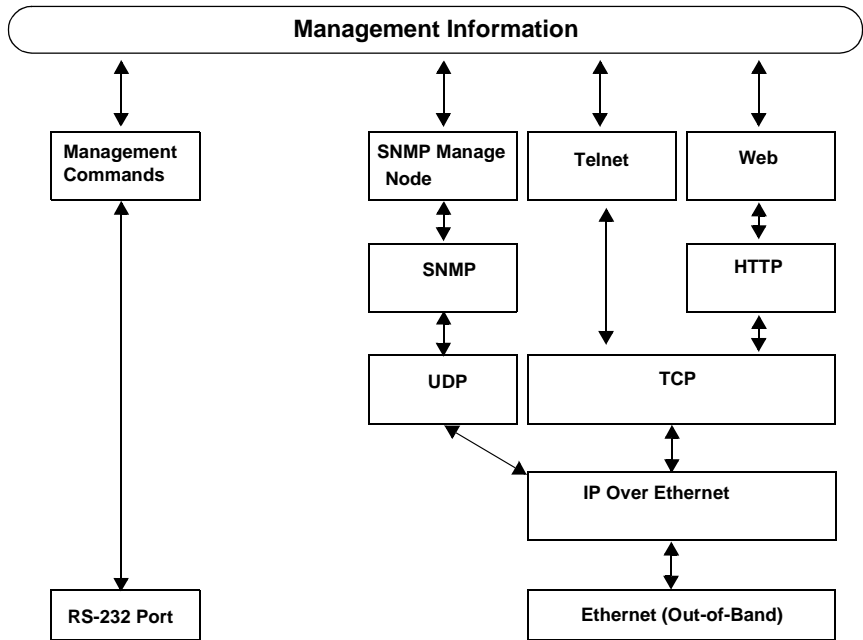 Management Information
Management
Commands
SNMP Manage
Node
Telnet
Web
SNMP
HTTP
UDP
TCP
IP Over Ethernet
RS-232 Port
Ethernet (Out-of-Band)